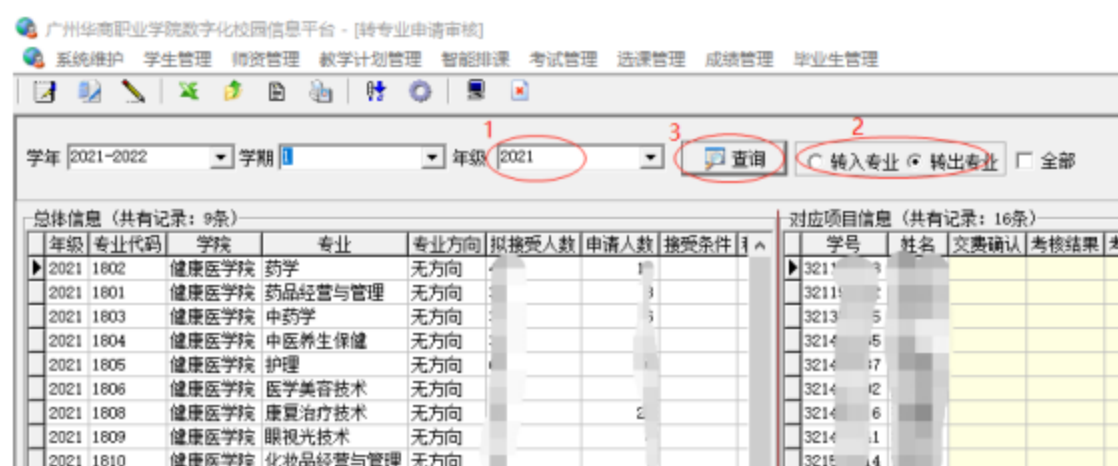 广州华商职业学院数字化校园信息平台 - [转专业申请审核]
系统维护 学生管理 师资管理 教学计划管理 智能排课 考试管理 选课管理 成绩管理 毕业生管理
1 3 2
学年 2021-2022 学期 1 年级 2021 查询 转入专业 转出专业 全部
总体信息（共有记录：9条） 对应项目信息（共有记录：16条）
年级 专业代码 学院 专业 专业方向 拟接受人数 申请人数 接受条件 学号 姓名 交费确认 考核结果
2021 1802 健康医学院 药学 无方向
2021 1801 健康医学院 药品经营与管理 无方向
2021 1803 健康医学院 中药学 无方向
2021 1804 健康医学院 中医养生保健 无方向
2021 1805 健康医学院 护理 无方向
2021 1806 健康医学院 医学美容技术 无方向
2021 1808 健康医学院 康复治疗技术 无方向
2021 1809 健康医学院 眼视光技术 无方向
2021 1810 健康医学院 化妆品经营与管理 无方向